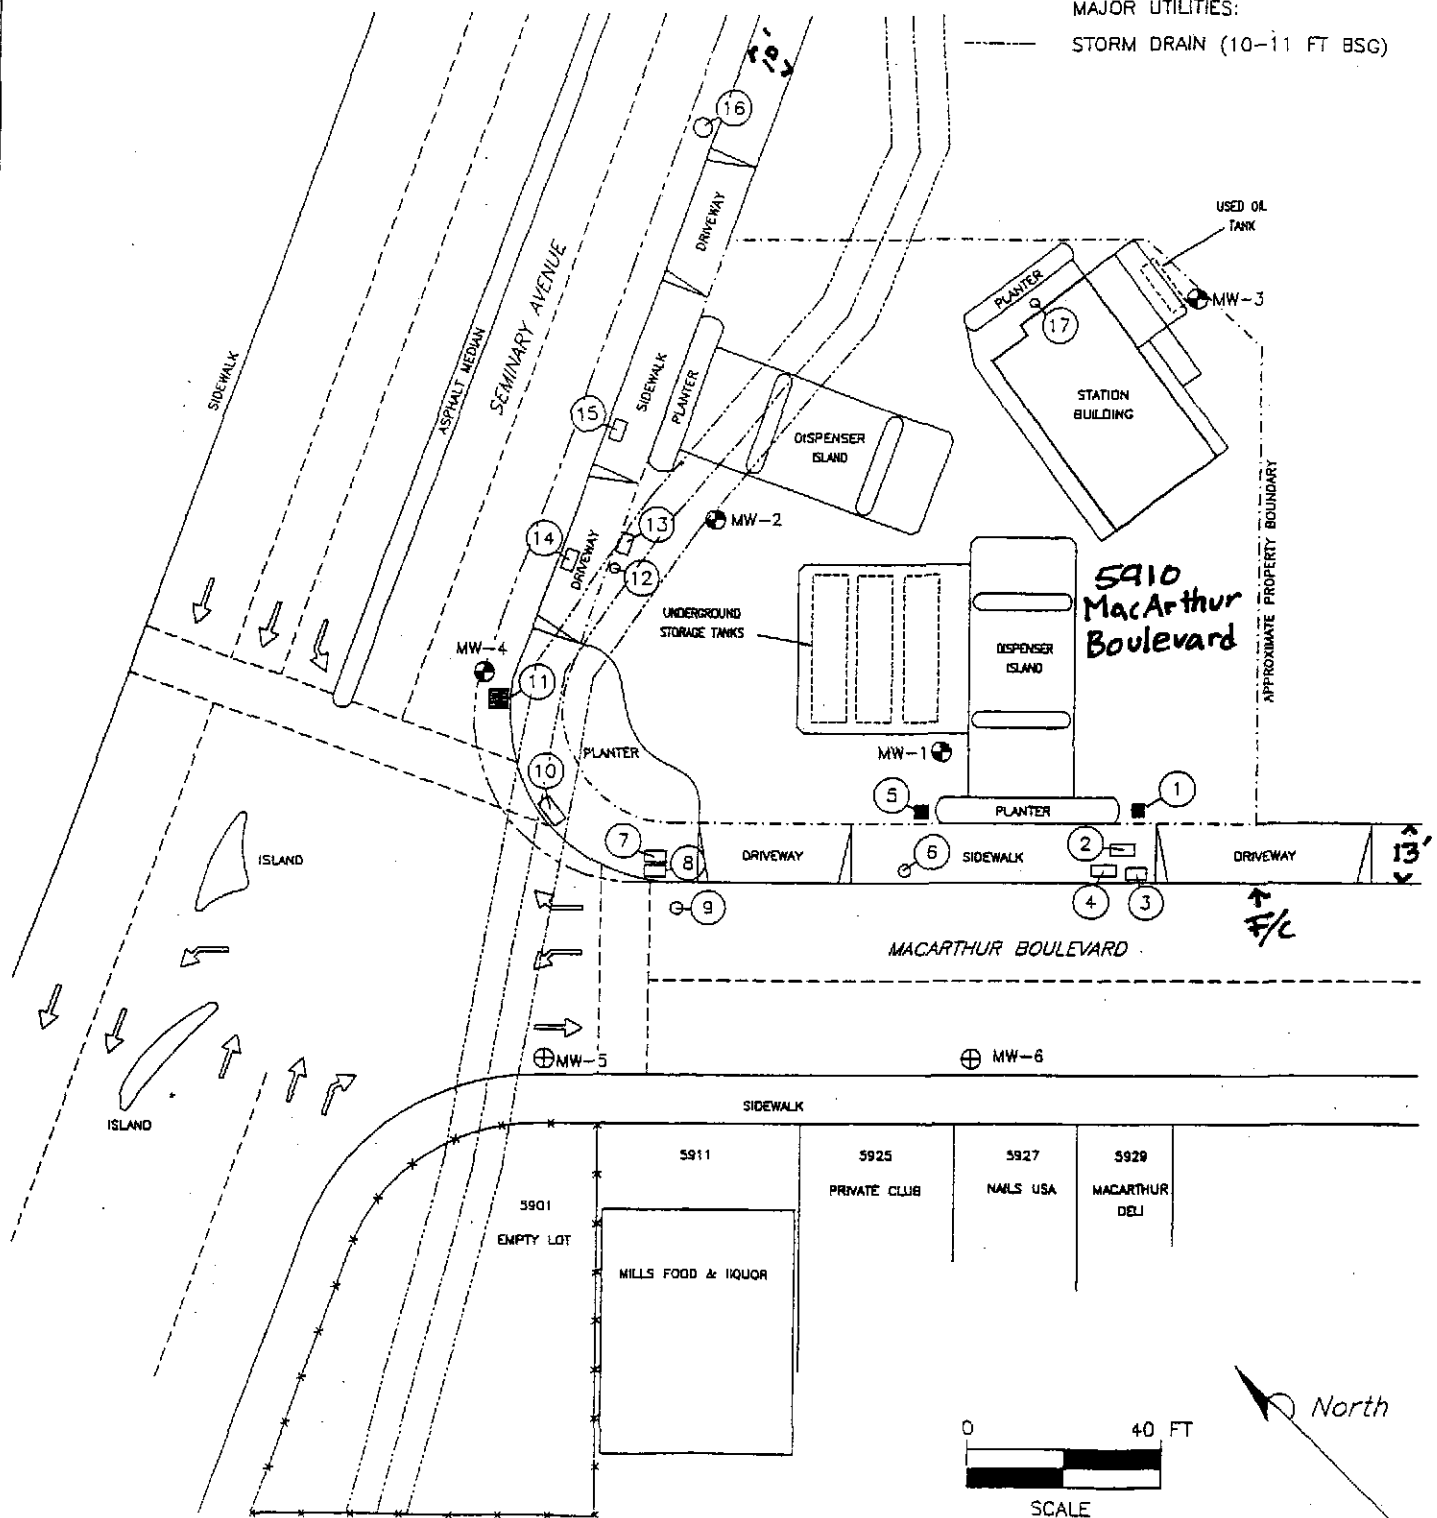 MAJOR UTILITIES:
STORM DRAIN (10-11 FT BSG)
10'
16
DRIVEWAY
USED OIL
TANK
PLANTER
MW-3
17
SIDEWALK
ASPHALT MEDIAN
SEMINARY AVENUE
SIDEWALK
PLANTER
15
DISPENSER
ISLAND
STATION
BUILDING
APPROXIMATE PROPERTY BOUNDARY
MW-2
13
14
DRIVEWAY
12
UNDERGROUND
STORAGE TANKS
5910
MacArthur
Boulevard
DISPENSER
ISLAND
MW-4
11
PLANTER
MW-1
10
5
PLANTER
1
ISLAND
7
8
DRIVEWAY
6
SIDEWALK
2
DRIVEWAY
13'
4
3
9
F/C
MACARTHUR BOULEVARD
MW-5
MW-6
ISLAND
SIDEWALK
5911
5925
PRIVATE CLUB
5927
NAILS USA
5929
MACARTHUR
DELI
5901
EMPTY LOT
MILLS FOOD & LIQUOR
0 40 FT
SCALE
North